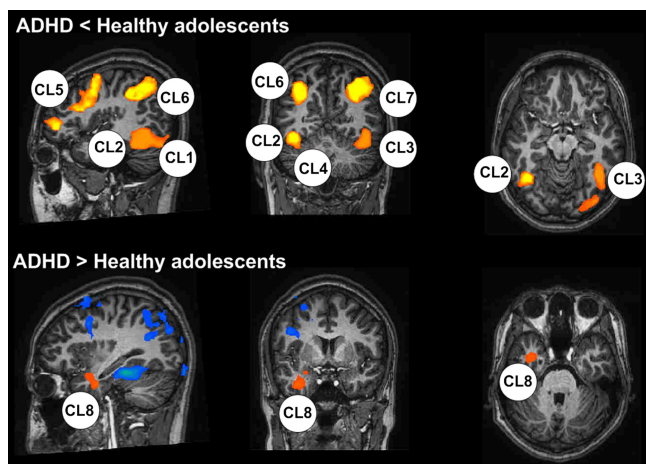 ADHD < Healthy adolescents
CL5
CL6
CL2
CL1
CL6
CL7
CL2
CL4
CL3
CL2
CL3
ADHD > Healthy adolescents
CL8
CL8
CL8